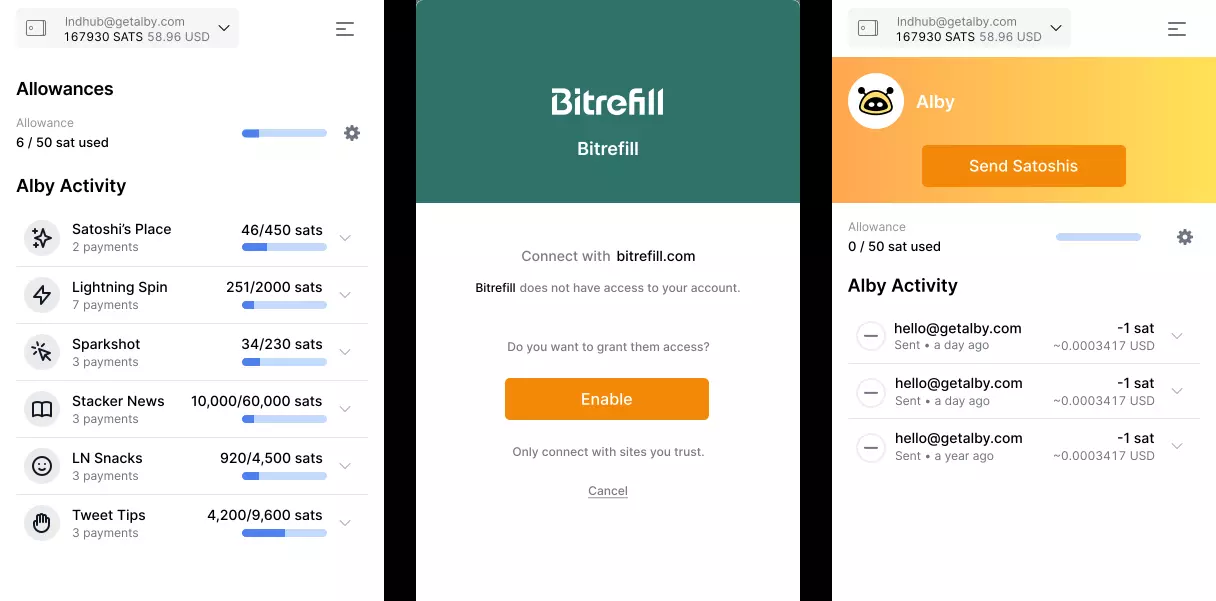 lndhub@getalby.com
167930 SATS 58.96 USD
Allowances
Allowance
6 / 50 sat used
Alby Activity
Satoshi’s Place
46/450 sats
2 payments
Lightning Spin
251/2000 sats
7 payments
Sparkshot
34/230 sats
3 payments
Stacker News
10,000/60,000 sats
3 payments
LN Snacks
920/4,500 sats
3 payments
Tweet Tips
4,200/9,600 sats
3 payments
Bitrefill
Bitrefill
Connect with bitrefill.com
Bitrefill does not have access to your account.
Do you want to grant them access?
Enable
Only connect with sites you trust.
Cancel
lndhub@getalby.com
167930 SATS 58.96 USD
Alby
Send Satoshis
Allowance
0 / 50 sat used
Alby Activity
hello@getalby.com
-1 sat
Sent • a day ago
~0.0003417 USD
hello@getalby.com
-1 sat
Sent • a day ago
~0.0003417 USD
hello@getalby.com
-1 sat
Sent • a year ago
~0.0003417 USD